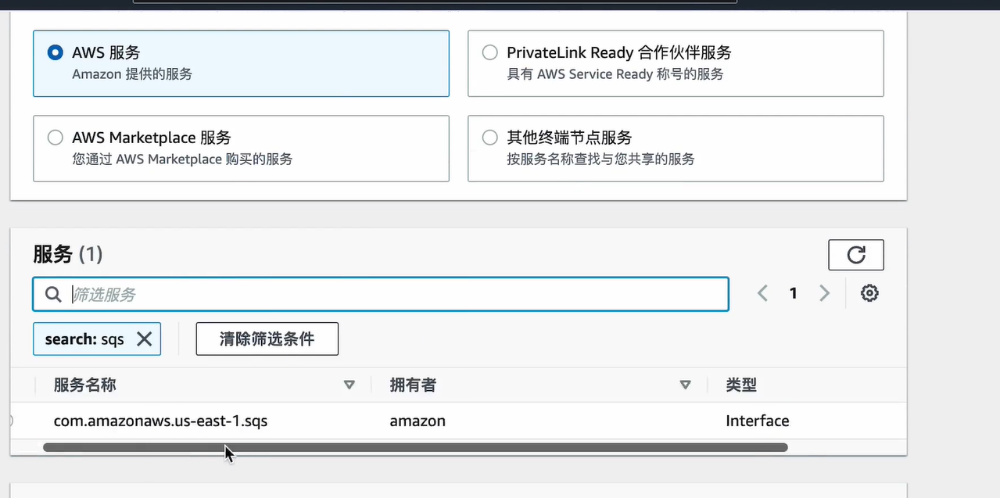 AWS 服务
Amazon 提供的服务
PrivateLink Ready 合作伙伴服务
具有 AWS Service Ready 称号的服务
AWS Marketplace 服务
您通过 AWS Marketplace 购买的服务
其他终端节点服务
按服务名称查找与您共享的服务
服务 (1)
筛选服务
1
search: sqs
清除筛选条件
服务名称 拥有者 类型
com.amazonaws.us-east-1.sqs amazon Interface